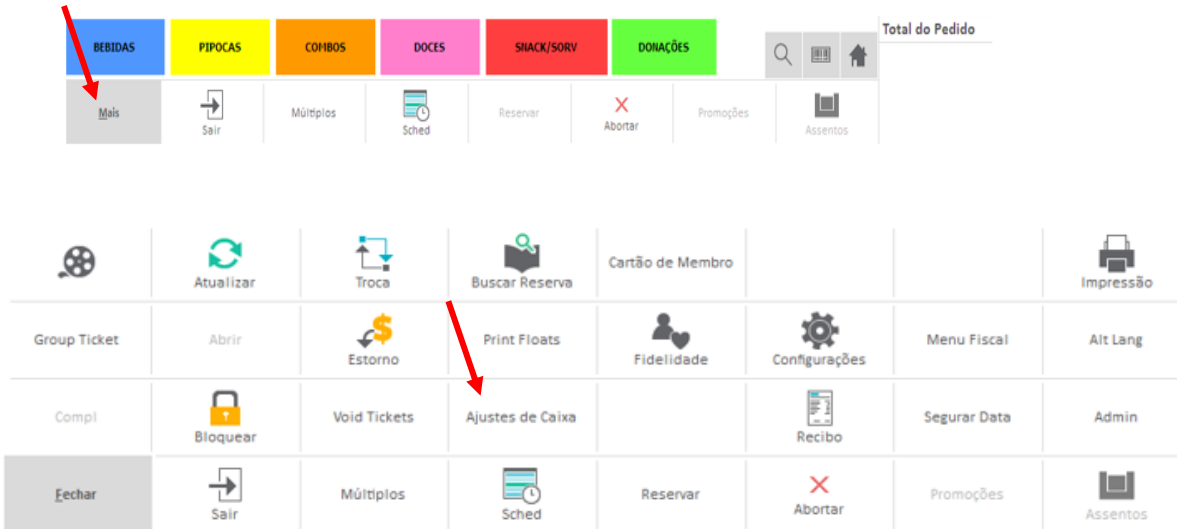 Total do Pedido
BEBIDAS PIPOCAS COMBOS DOCES SNACK/SORV DONAÇÕES
Mais Sair Múltiplos Sched Reservar Abortar Promoções Assentos
Atualizar Troca Buscar Reserva Cartão de Membro Impressão
Group Ticket Abrir Estorno Print Floats Fidelidade Configurações Menu Fiscal Alt Lang
Compl Bloquear Void Tickets Ajustes de Caixa Recibo Segurar Data Admin
Fechar Sair Múltiplos Sched Reservar Abortar Promoções Assentos